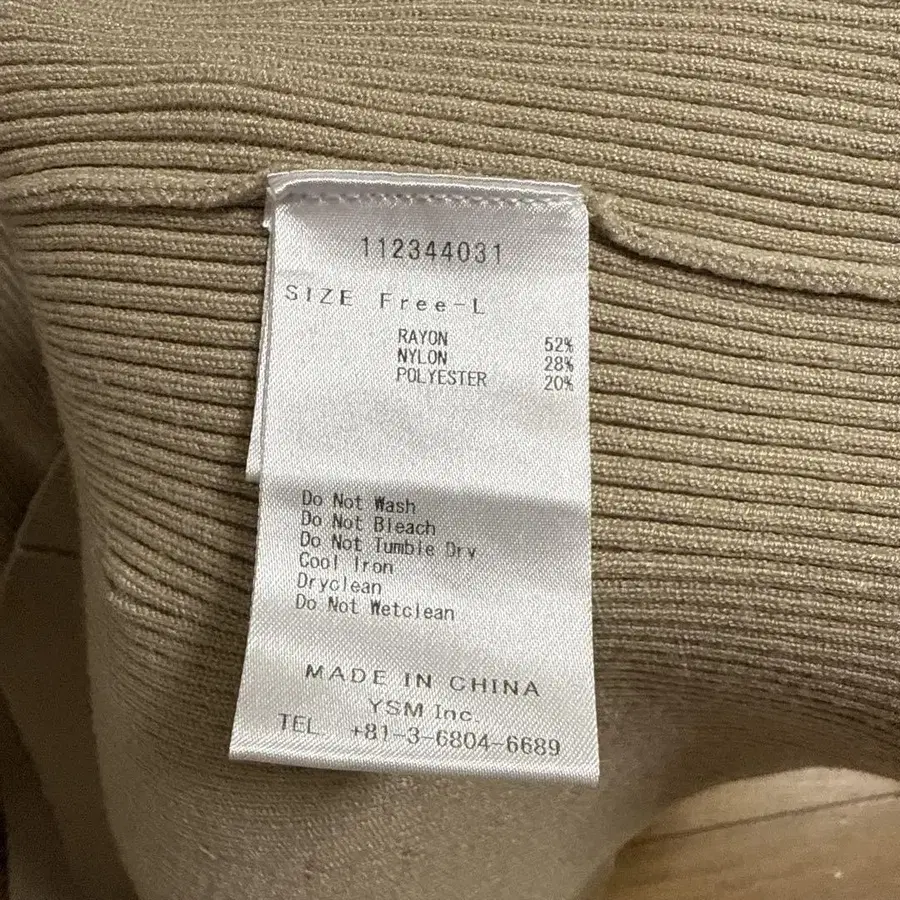 112344031
SIZE Free-L
RAYON 52%
NYLON 28%
POLYESTER 20%
Do Not Wash
Do Not Bleach
Do Not Tumble Dry
Cool Iron
Dryclean
Do Not Wetclean
MADE IN CHINA
YSM Inc.
TEL. +81-3-6804-6689